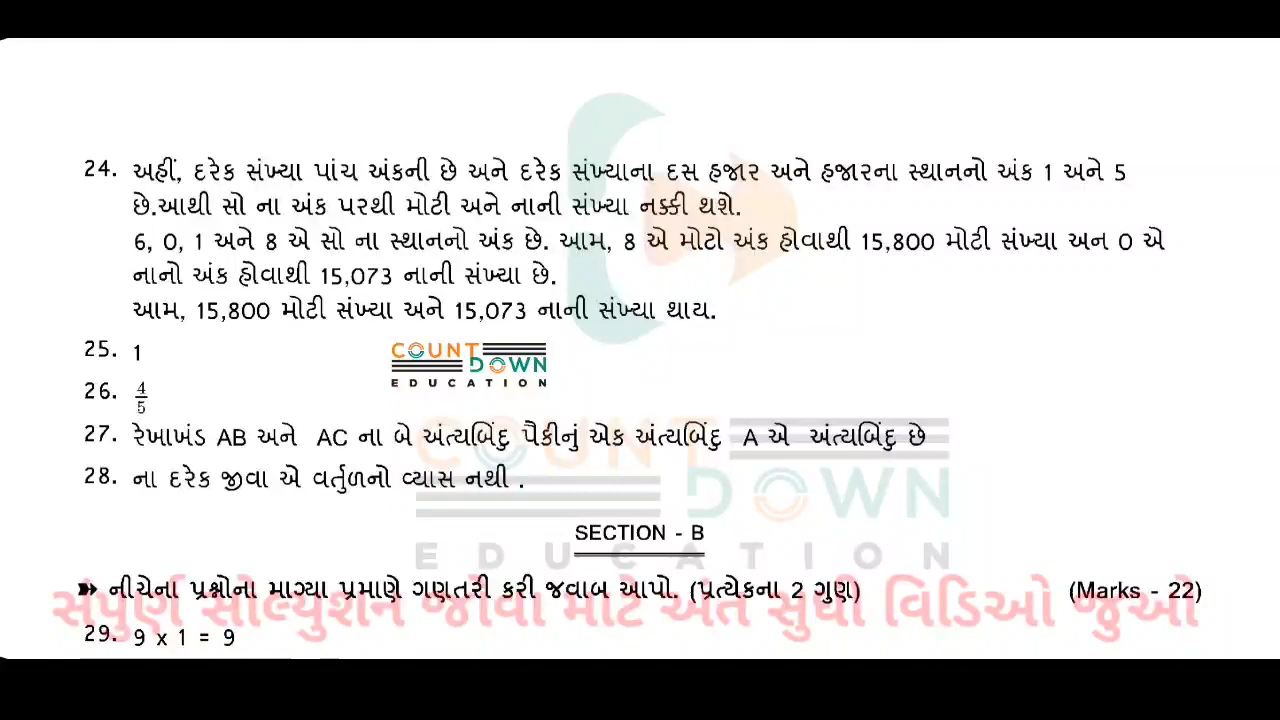 24. અહીં, દરેક સંખ્યા પાંચ અંકની છે અને દરેક સંખ્યાના દસ હજાર અને હજારના સ્થાનનો અંક 1 અને 5
છે.આથી સો ના અંક પરથી મોટી અને નાની સંખ્યા નક્કી થશે.
6, 0, 1 અને 8 એ સો ના સ્થાનનો અંક છે. આમ, 8 એ મોટો અંક હોવાથી 15,800 મોટી સંખ્યા અન 0 એ
નાનો અંક હોવાથી 15,073 નાની સંખ્યા છે.
આમ, 15,800 મોટી સંખ્યા અને 15,073 નાની સંખ્યા થાય.
25. 1
COUNT DOWN
EDUCATION
26. 4/5
27. રેખાખંડ AB અને AC ના બે અંત્યબિંદુ પૈકીનું એક અંત્યબિંદુ A એ અંત્યબિંદુ છે
COUNT DOWN
28. ના દરેક જીવા એ વર્તુળનો વ્યાસ નથી .
SECTION - B
EDUCATION
નીચેના પ્રશ્નોના માગ્યા પ્રમાણે ગણતરી કરી જવાબ આપો. (પ્રત્યેકના 2 ગુણ) (Marks - 22)
સંપુર્ણ સોલ્યુશન જોવા માટે અંત સુધી વિડિઓ જુઓ
29. 9 x 1 = 9